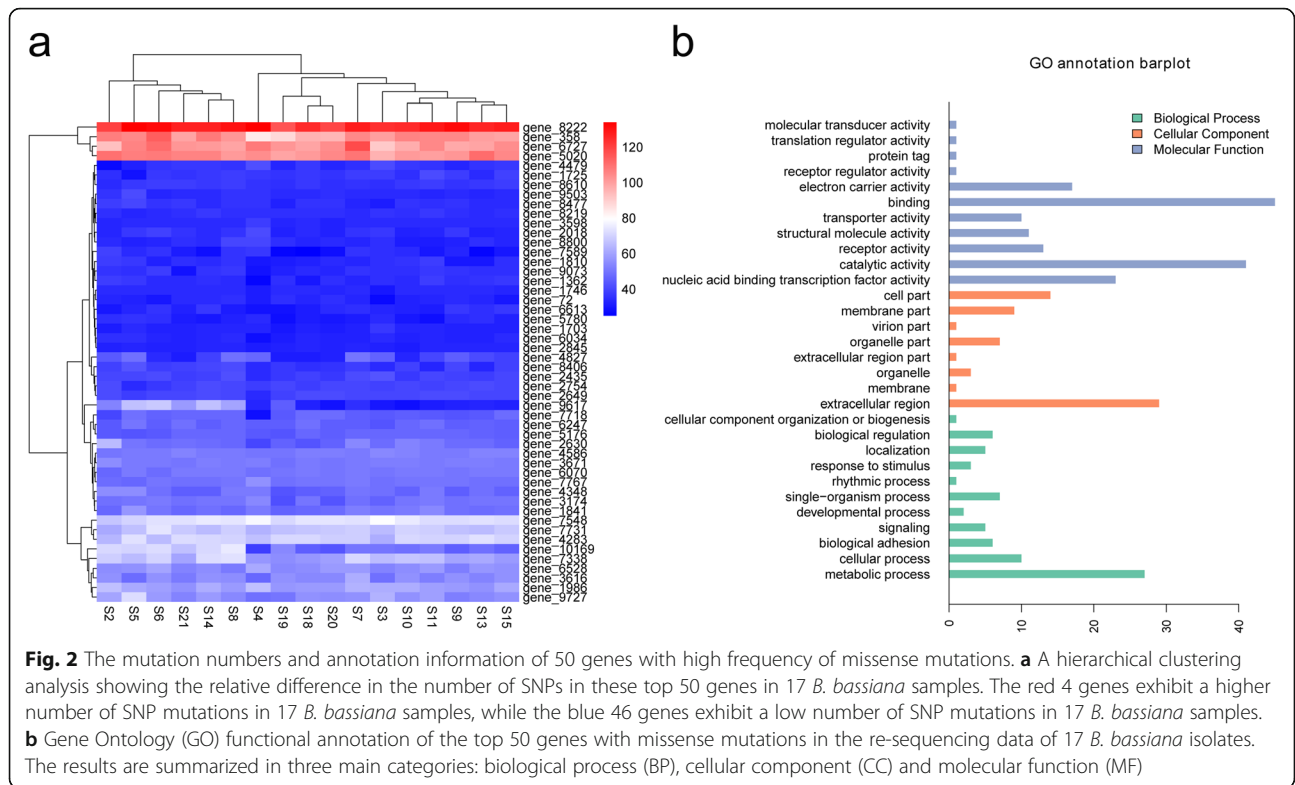 a
gene_8222
gene_358
gene_6727
gene_5020
gene_4479
gene_1725
gene_8610
gene_9503
gene_8477
gene_8219
gene_3598
gene_2018
gene_8800
gene_7589
gene_1810
gene_9073
gene_1362
gene_1746
gene_72
gene_6613
gene_5780
gene_1703
gene_6034
gene_2845
gene_4827
gene_8406
gene_2435
gene_2754
gene_2649
gene_9617
gene_7718
gene_6247
gene_5176
gene_2630
gene_4586
gene_3671
gene_6070
gene_7767
gene_4348
gene_3174
gene_1841
gene_7548
gene_7731
gene_4283
gene_10169
gene_7338
gene_6528
gene_3616
gene_1986
gene_9727
S2 S5 S6 S21 S14 S8 S4 S19 S18 S20 S7 S3 S10 S11 S9 S13 S15
120
100
80
60
40
b
GO annotation barplot
Biological Process
Cellular Component
Molecular Function
molecular transducer activity
translation regulator activity
protein tag
receptor regulator activity
electron carrier activity
binding
transporter activity
structural molecule activity
receptor activity
catalytic activity
nucleic acid binding transcription factor activity
cell part
membrane part
virion part
organelle part
extracellular region part
organelle
membrane
extracellular region
cellular component organization or biogenesis
biological regulation
localization
response to stimulus
rhythmic process
single-organism process
developmental process
signaling
biological adhesion
cellular process
metabolic process
0 10 20 30 40
Fig. 2 The mutation numbers and annotation information of 50 genes with high frequency of missense mutations. a A hierarchical clustering
analysis showing the relative difference in the number of SNPs in these top 50 genes in 17 B. bassiana samples. The red 4 genes exhibit a higher
number of SNP mutations in 17 B. bassiana samples, while the blue 46 genes exhibit a low number of SNP mutations in 17 B. bassiana samples.
b Gene Ontology (GO) functional annotation of the top 50 genes with missense mutations in the re-sequencing data of 17 B. bassiana isolates.
The results are summarized in three main categories: biological process (BP), cellular component (CC) and molecular function (MF)